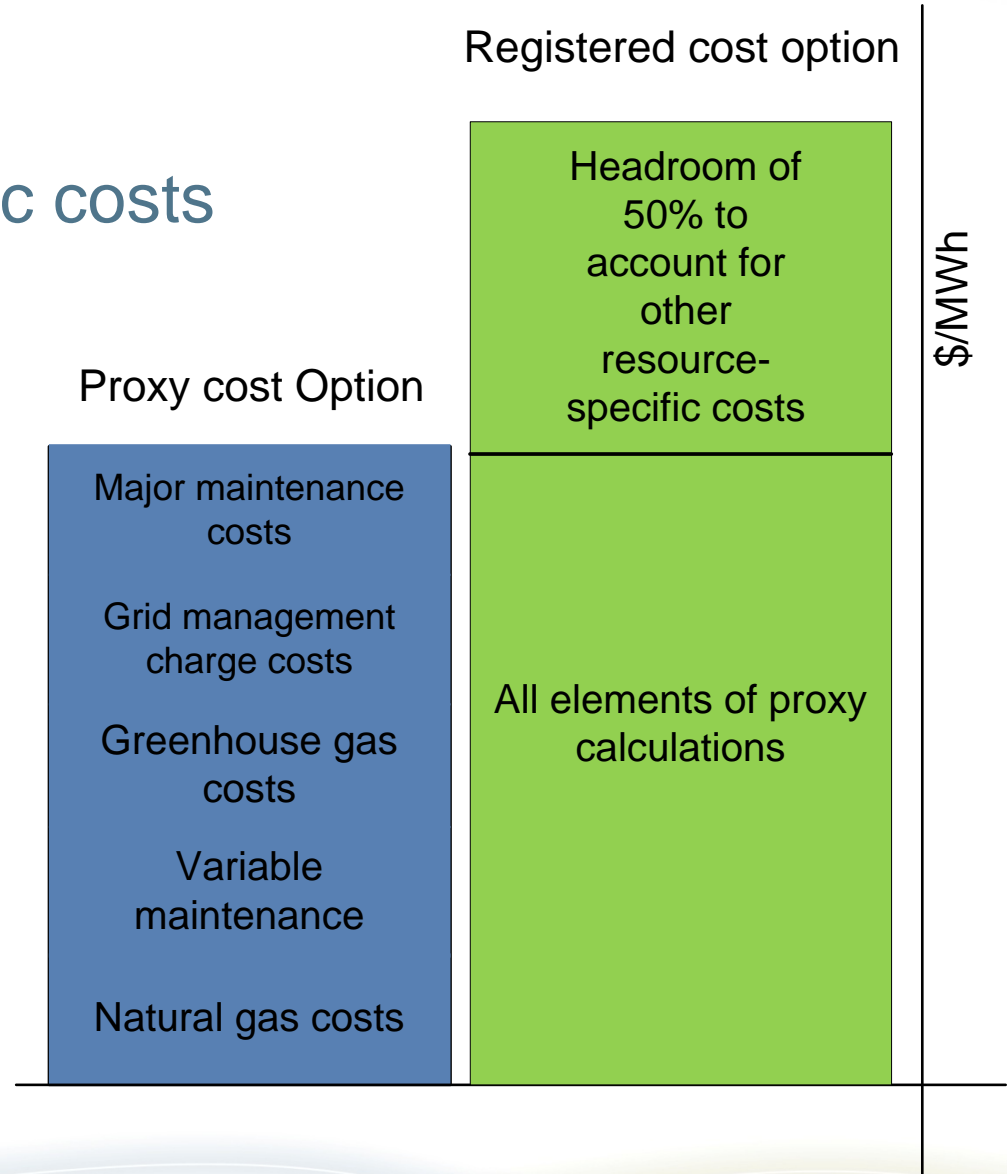 Registered cost option
c costs
Proxy cost Option
Major maintenance
costs
Grid management
charge costs
Greenhouse gas
costs
Variable
maintenance
Natural gas costs
Headroom of
50% to
account for
other
resource-
specific costs
All elements of proxy
calculations
$/MWh